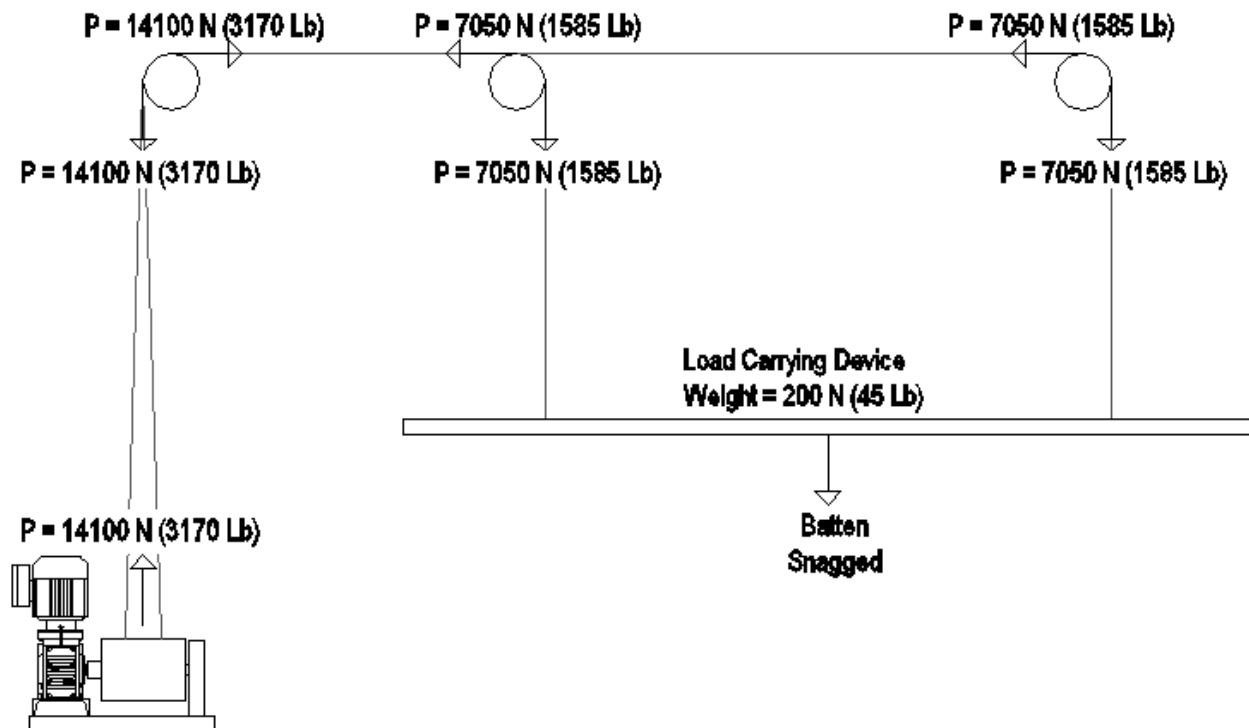 P = 14100 N (3170 Lb)
P = 7050 N (1585 Lb)
P = 7050 N (1585 Lb)
P = 14100 N (3170 Lb)
P = 7050 N (1585 Lb)
P = 7050 N (1585 Lb)
Load Carrying Device
Weight = 200 N (45 Lb)
P = 14100 N (3170 Lb)
Batten
Snagged